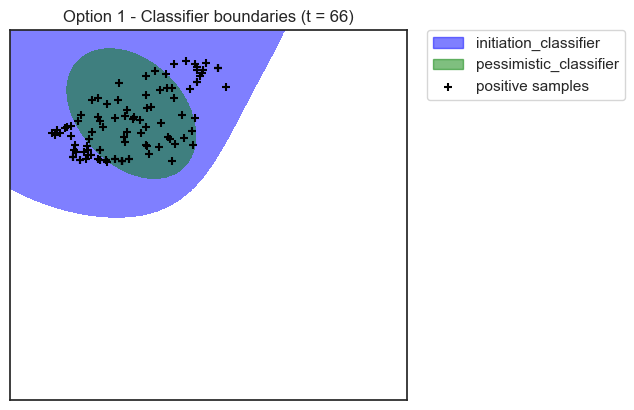 Option 1 - Classifier boundaries (t = 66)
initiation_classifier
pessimistic_classifier
positive samples